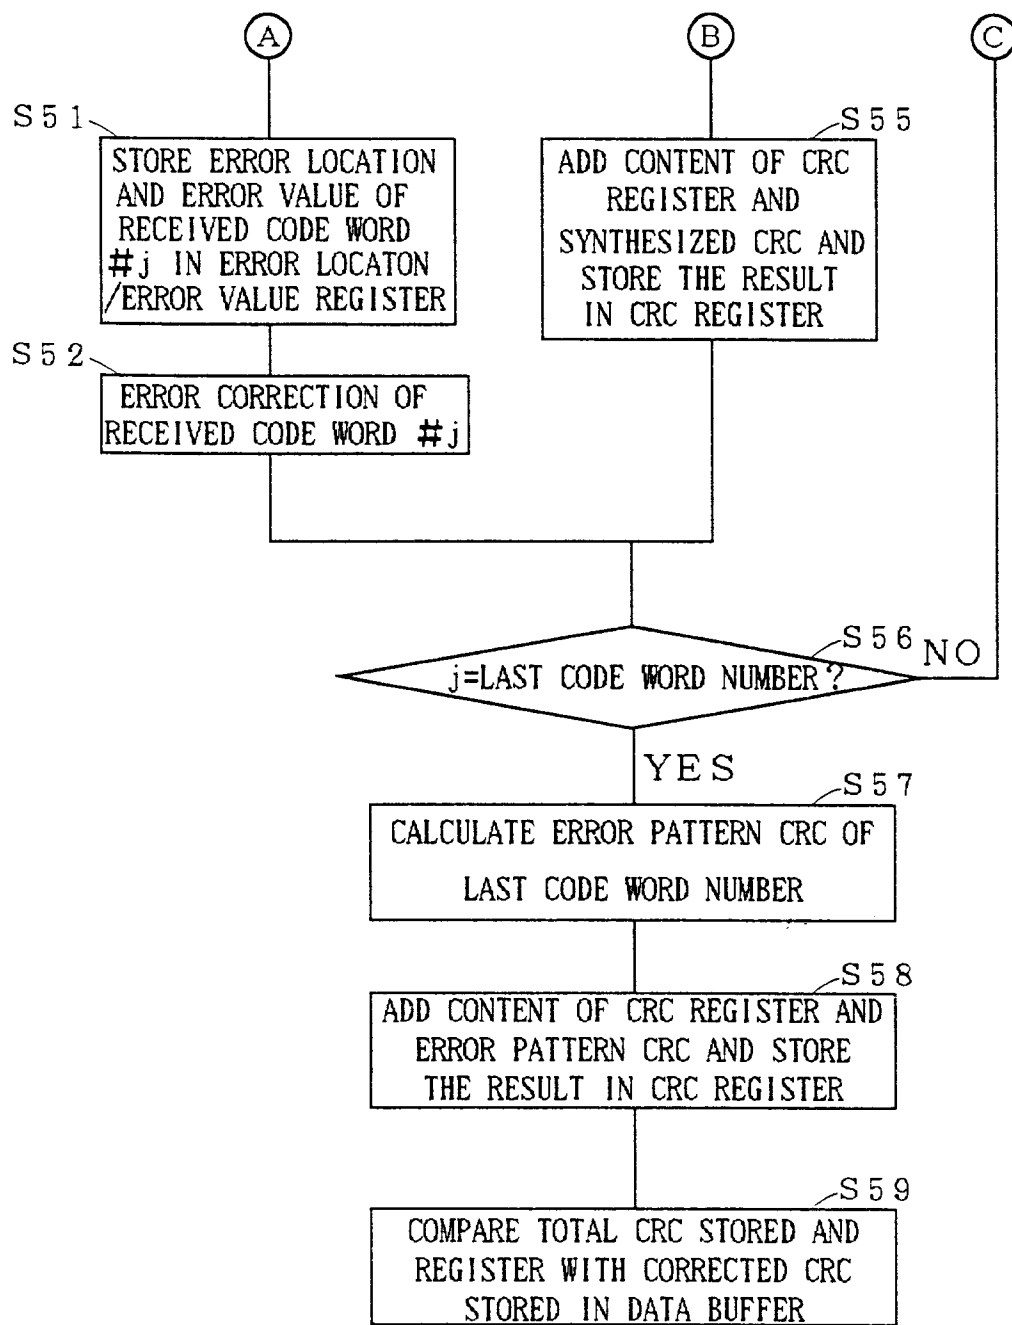 A
B
C
S51
STORE ERROR LOCATION
AND ERROR VALUE OF
RECEIVED CODE WORD
#j IN ERROR LOCATON
/ERROR VALUE REGISTER
S55
ADD CONTENT OF CRC
REGISTER AND
SYNTHESIZED CRC AND
STORE THE RESULT
IN CRC REGISTER
S52
ERROR CORRECTION OF
RECEIVED CODE WORD #j
S56
NO
j=LAST CODE WORD NUMBER?
YES
S57
CALCULATE ERROR PATTERN CRC OF
LAST CODE WORD NUMBER
S58
ADD CONTENT OF CRC REGISTER AND
ERROR PATTERN CRC AND STORE
THE RESULT IN CRC REGISTER
S59
COMPARE TOTAL CRC STORED AND
REGISTER WITH CORRECTED CRC
STORED IN DATA BUFFER